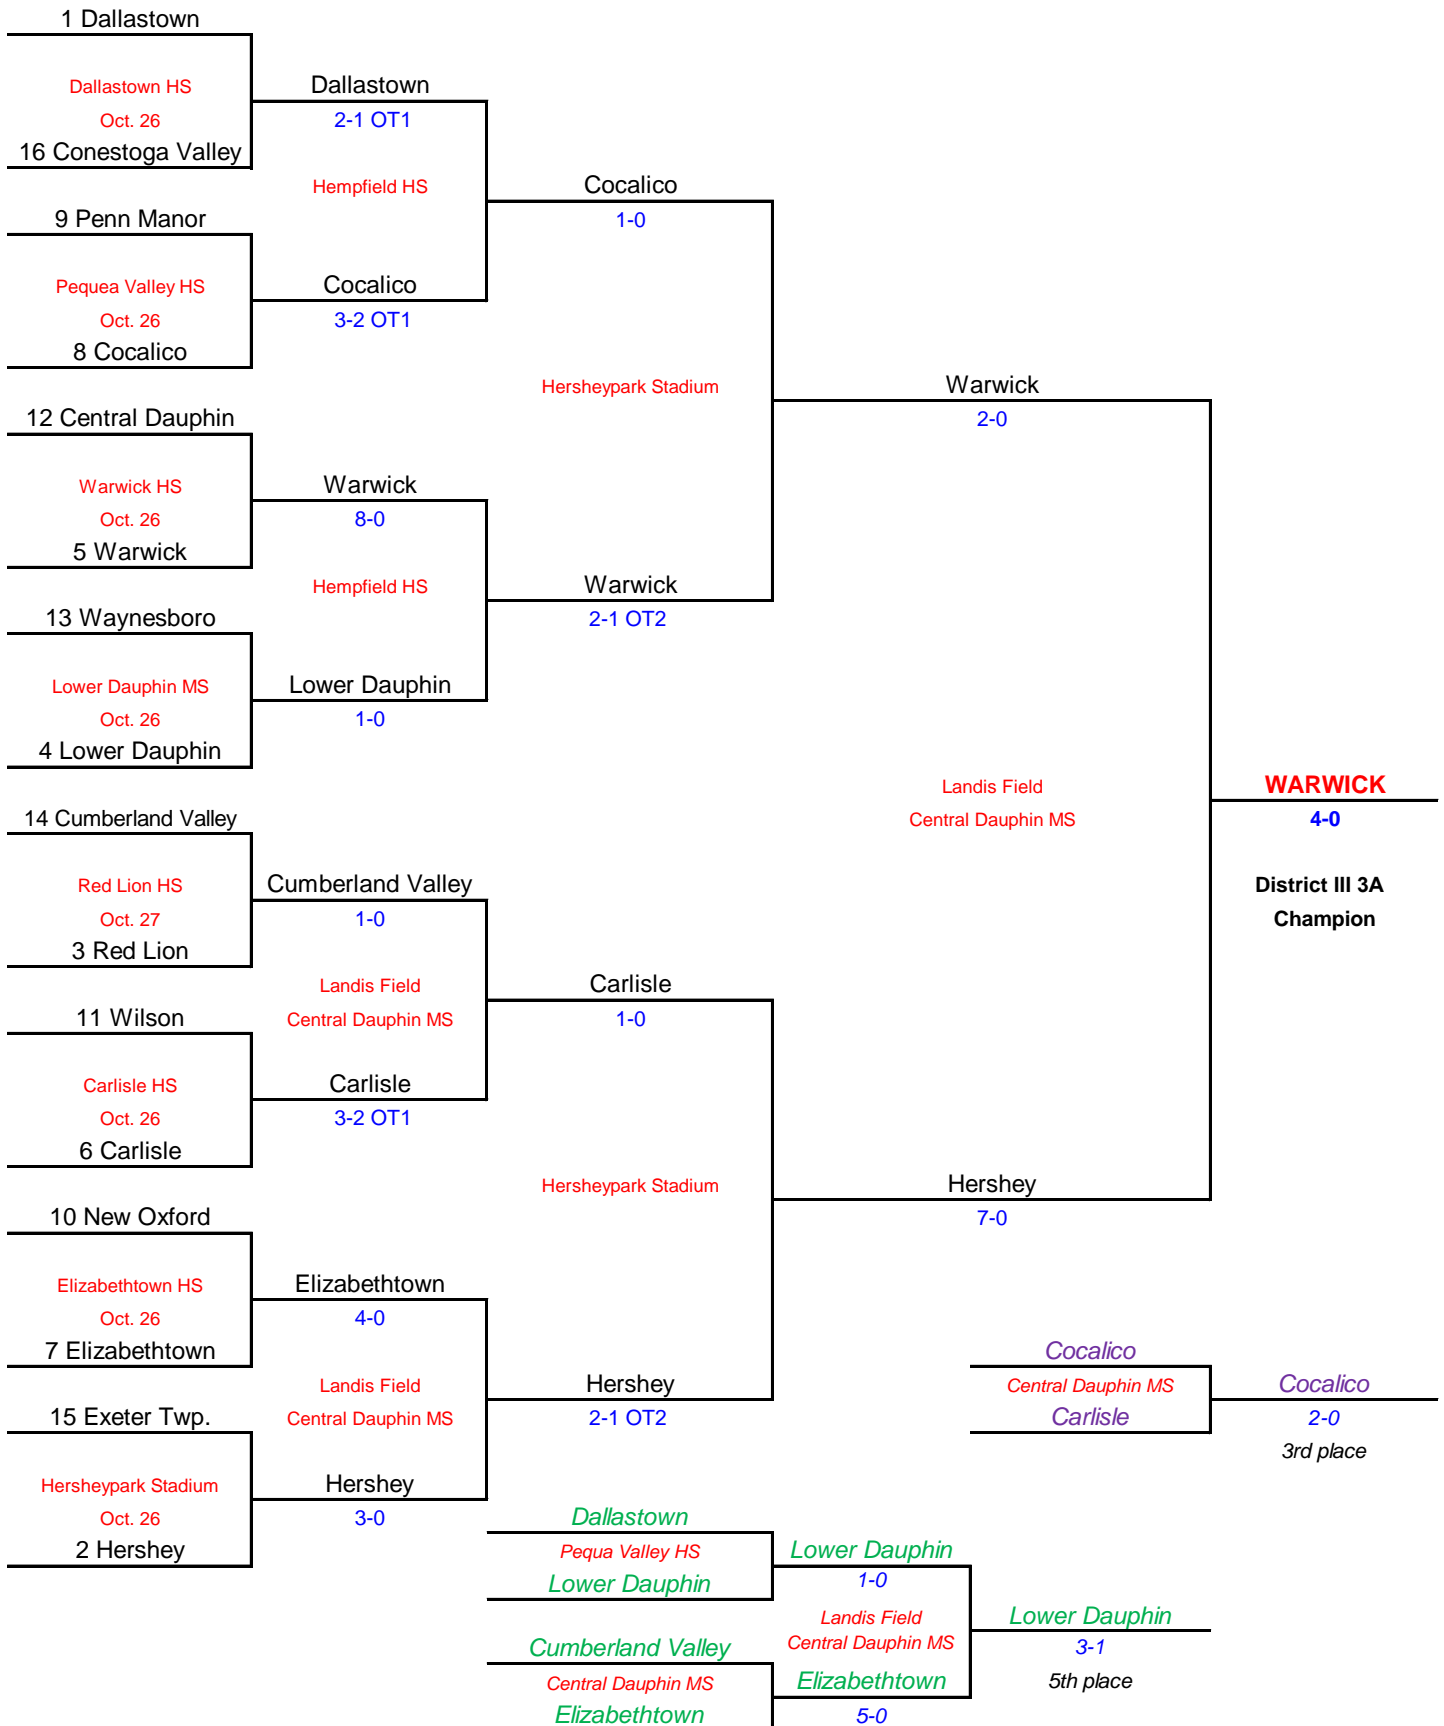 1 Dallastown
Dallastown HS
Oct. 26
16 Conestoga Valley
9 Penn Manor
Pequea Valley HS
Oct. 26
8 Cocalico
12 Central Dauphin
Warwick HS
Oct. 26
5 Warwick
13 Waynesboro
Lower Dauphin MS
Oct. 26
4 Lower Dauphin
14 Cumberland Valley
Red Lion HS
Oct. 27
3 Red Lion
11 Wilson
Carlisle HS
Oct. 26
6 Carlisle
10 New Oxford
Elizabethtown HS
Oct. 26
7 Elizabethtown
15 Exeter Twp.
Hersheypark Stadium
Oct. 26
2 Hershey
Dallastown
2-1 OT1
Hempfield HS
Cocalico
3-2 OT1
Warwick
8-0
Hempfield HS
Lower Dauphin
1-0
Cumberland Valley
1-0
Landis Field
Central Dauphin MS
Carlisle
3-2 OT1
Elizabethtown
4-0
Landis Field
Central Dauphin MS
Hershey
3-0
Cocalico
1-0
Hersheypark Stadium
Warwick
2-1 OT2
Carlisle
1-0
Hersheypark Stadium
Hershey
2-1 OT2
Warwick
2-0
Landis Field
Central Dauphin MS
Hershey
7-0
WARWICK
4-0
District III 3A
Champion
Cocalico
Central Dauphin MS
Carlisle
Cocalico
2-0
3rd place
Dallastown
Pequa Valley HS
Lower Dauphin
Cumberland Valley
Central Dauphin MS
Elizabethtown
Lower Dauphin
1-0
Landis Field
Central Dauphin MS
Elizabethtown
5-0
Lower Dauphin
3-1
5th place